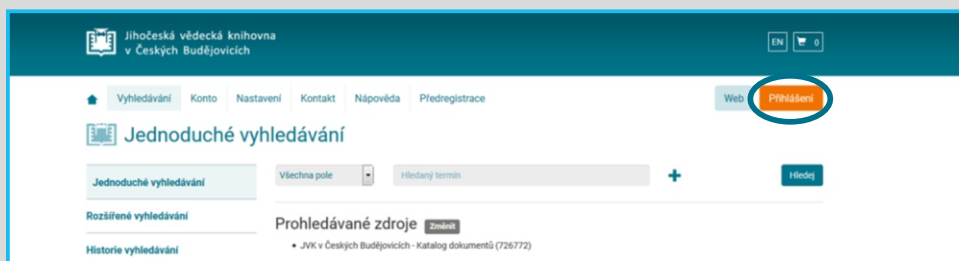 Jihočeská vědecká knihovna
v Českých Budějovicích
EN 0
Vyhledávání Konto Nastavení Kontakt Nápověda Předregistrace Web Přihlášení
Jednoduché vyhledávání
Jednoduché vyhledávání
Všechna pole Hledaný termín + Hledej
Rozšířené vyhledávání
Prohledávané zdroje Změnit
• JVK v Českých Budějovicích - Katalog dokumentů (726772)
Historie vyhledávání